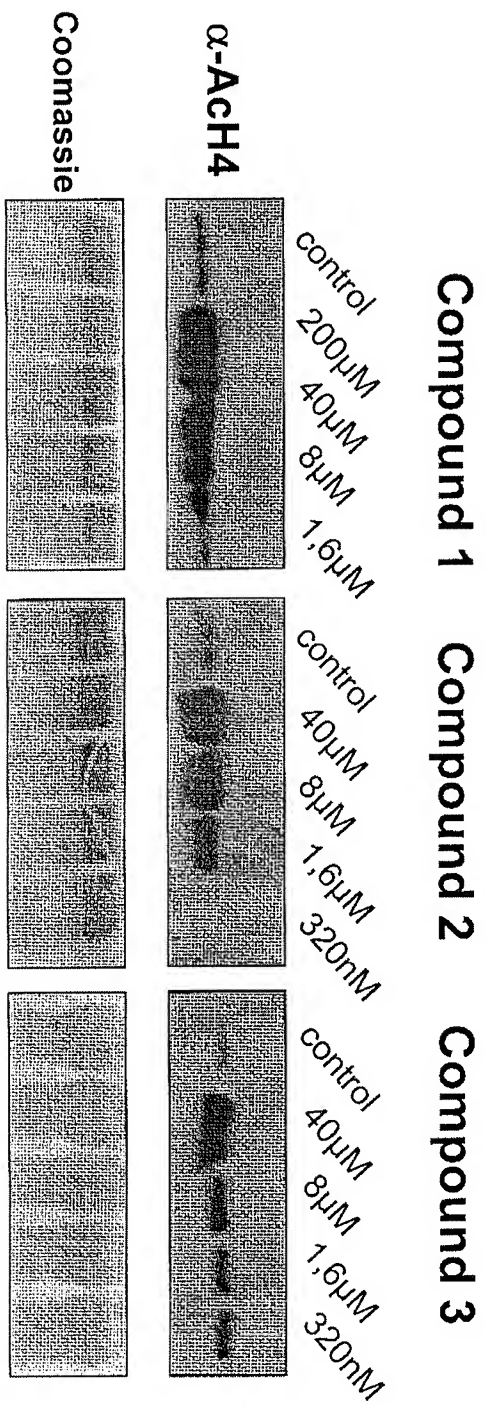 Compound 1
control
200µM
40µM
8µM
1,6µM
Compound 2
control
40µM
8µM
1,6µM
320nM
Compound 3
control
40µM
8µM
1,6µM
320nM
α-AcH4
Coomassie